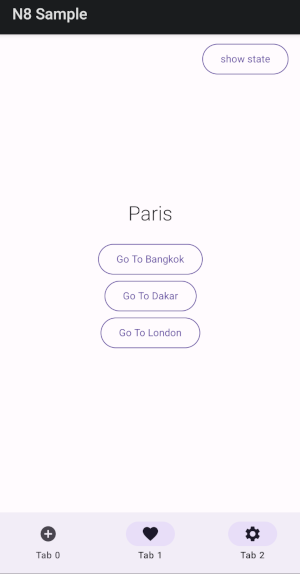 N8 Sample
show state
Paris
Go To Bangkok
Go To Dakar
Go To London
Tab 0
Tab 1
Tab 2